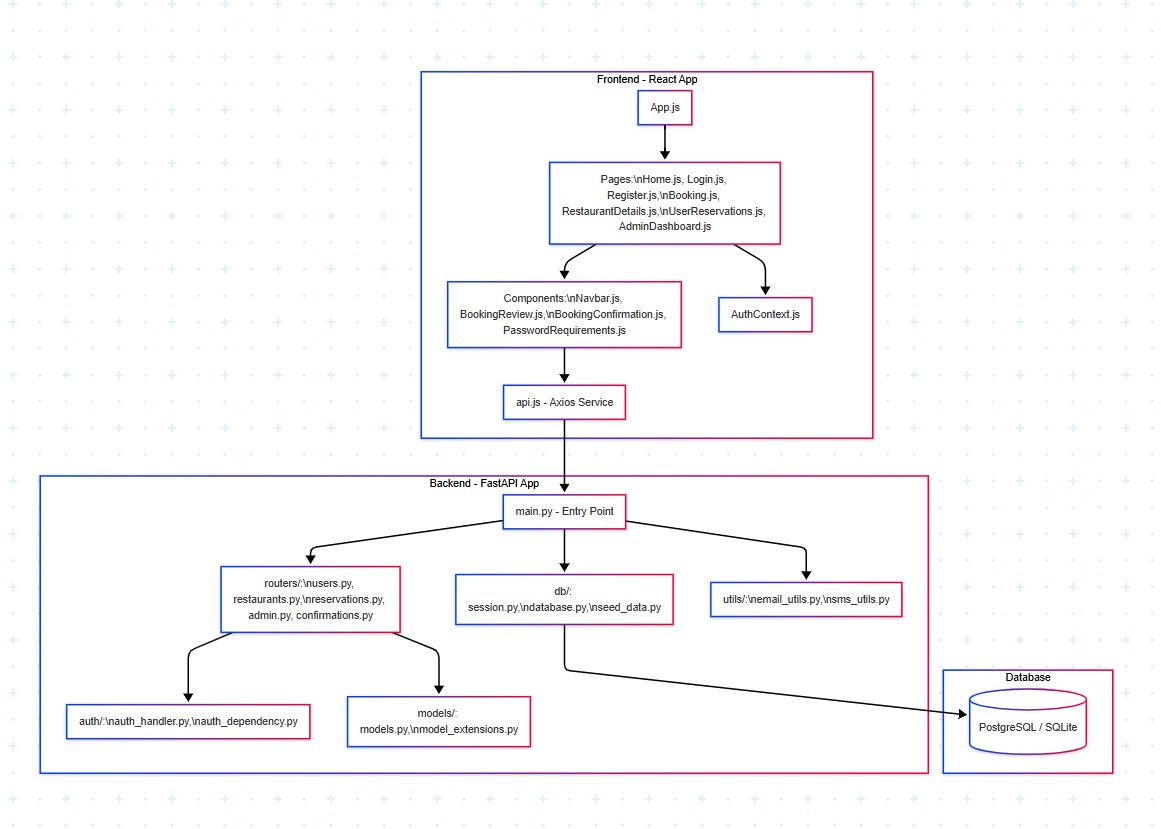 Frontend - React App
App.js
Pages:\nHome.js, Login.js,
Register.js,\nBooking.js,
RestaurantDetails.js,\nUserReservations.js,
AdminDashboard.js
Components:\nNavbar.js,
BookingReview.js,\nBookingConfirmation.js,
PasswordRequirements.js
AuthContext.js
api.js - Axios Service
Backend - FastAPI App
main.py - Entry Point
routers/:\nusers.py,
restaurants.py,\nreservations.py,
admin.py, confirmations.py
db/:
session.py,\ndatabase.py,\nseed_data.py
utils/:\nemail_utils.py,\nsms_utils.py
auth/:\nauth_handler.py,\nauth_dependency.py
models/:
models.py,\nmodel_extensions.py
Database
PostgreSQL / SQLite